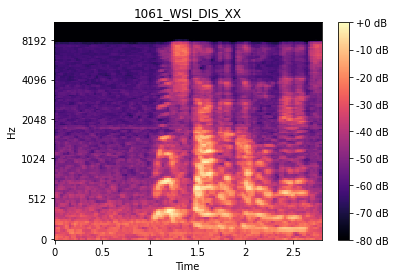 1061_WSI_DIS_XX
+0 dB
8192
-10 dB
4096
-20 dB
-30 dB
2048
Hz
-40 dB
1024
-50 dB
512
-60 dB
-70 dB
0
-80 dB
0 0.5 1 1.5 2 2.5
Time